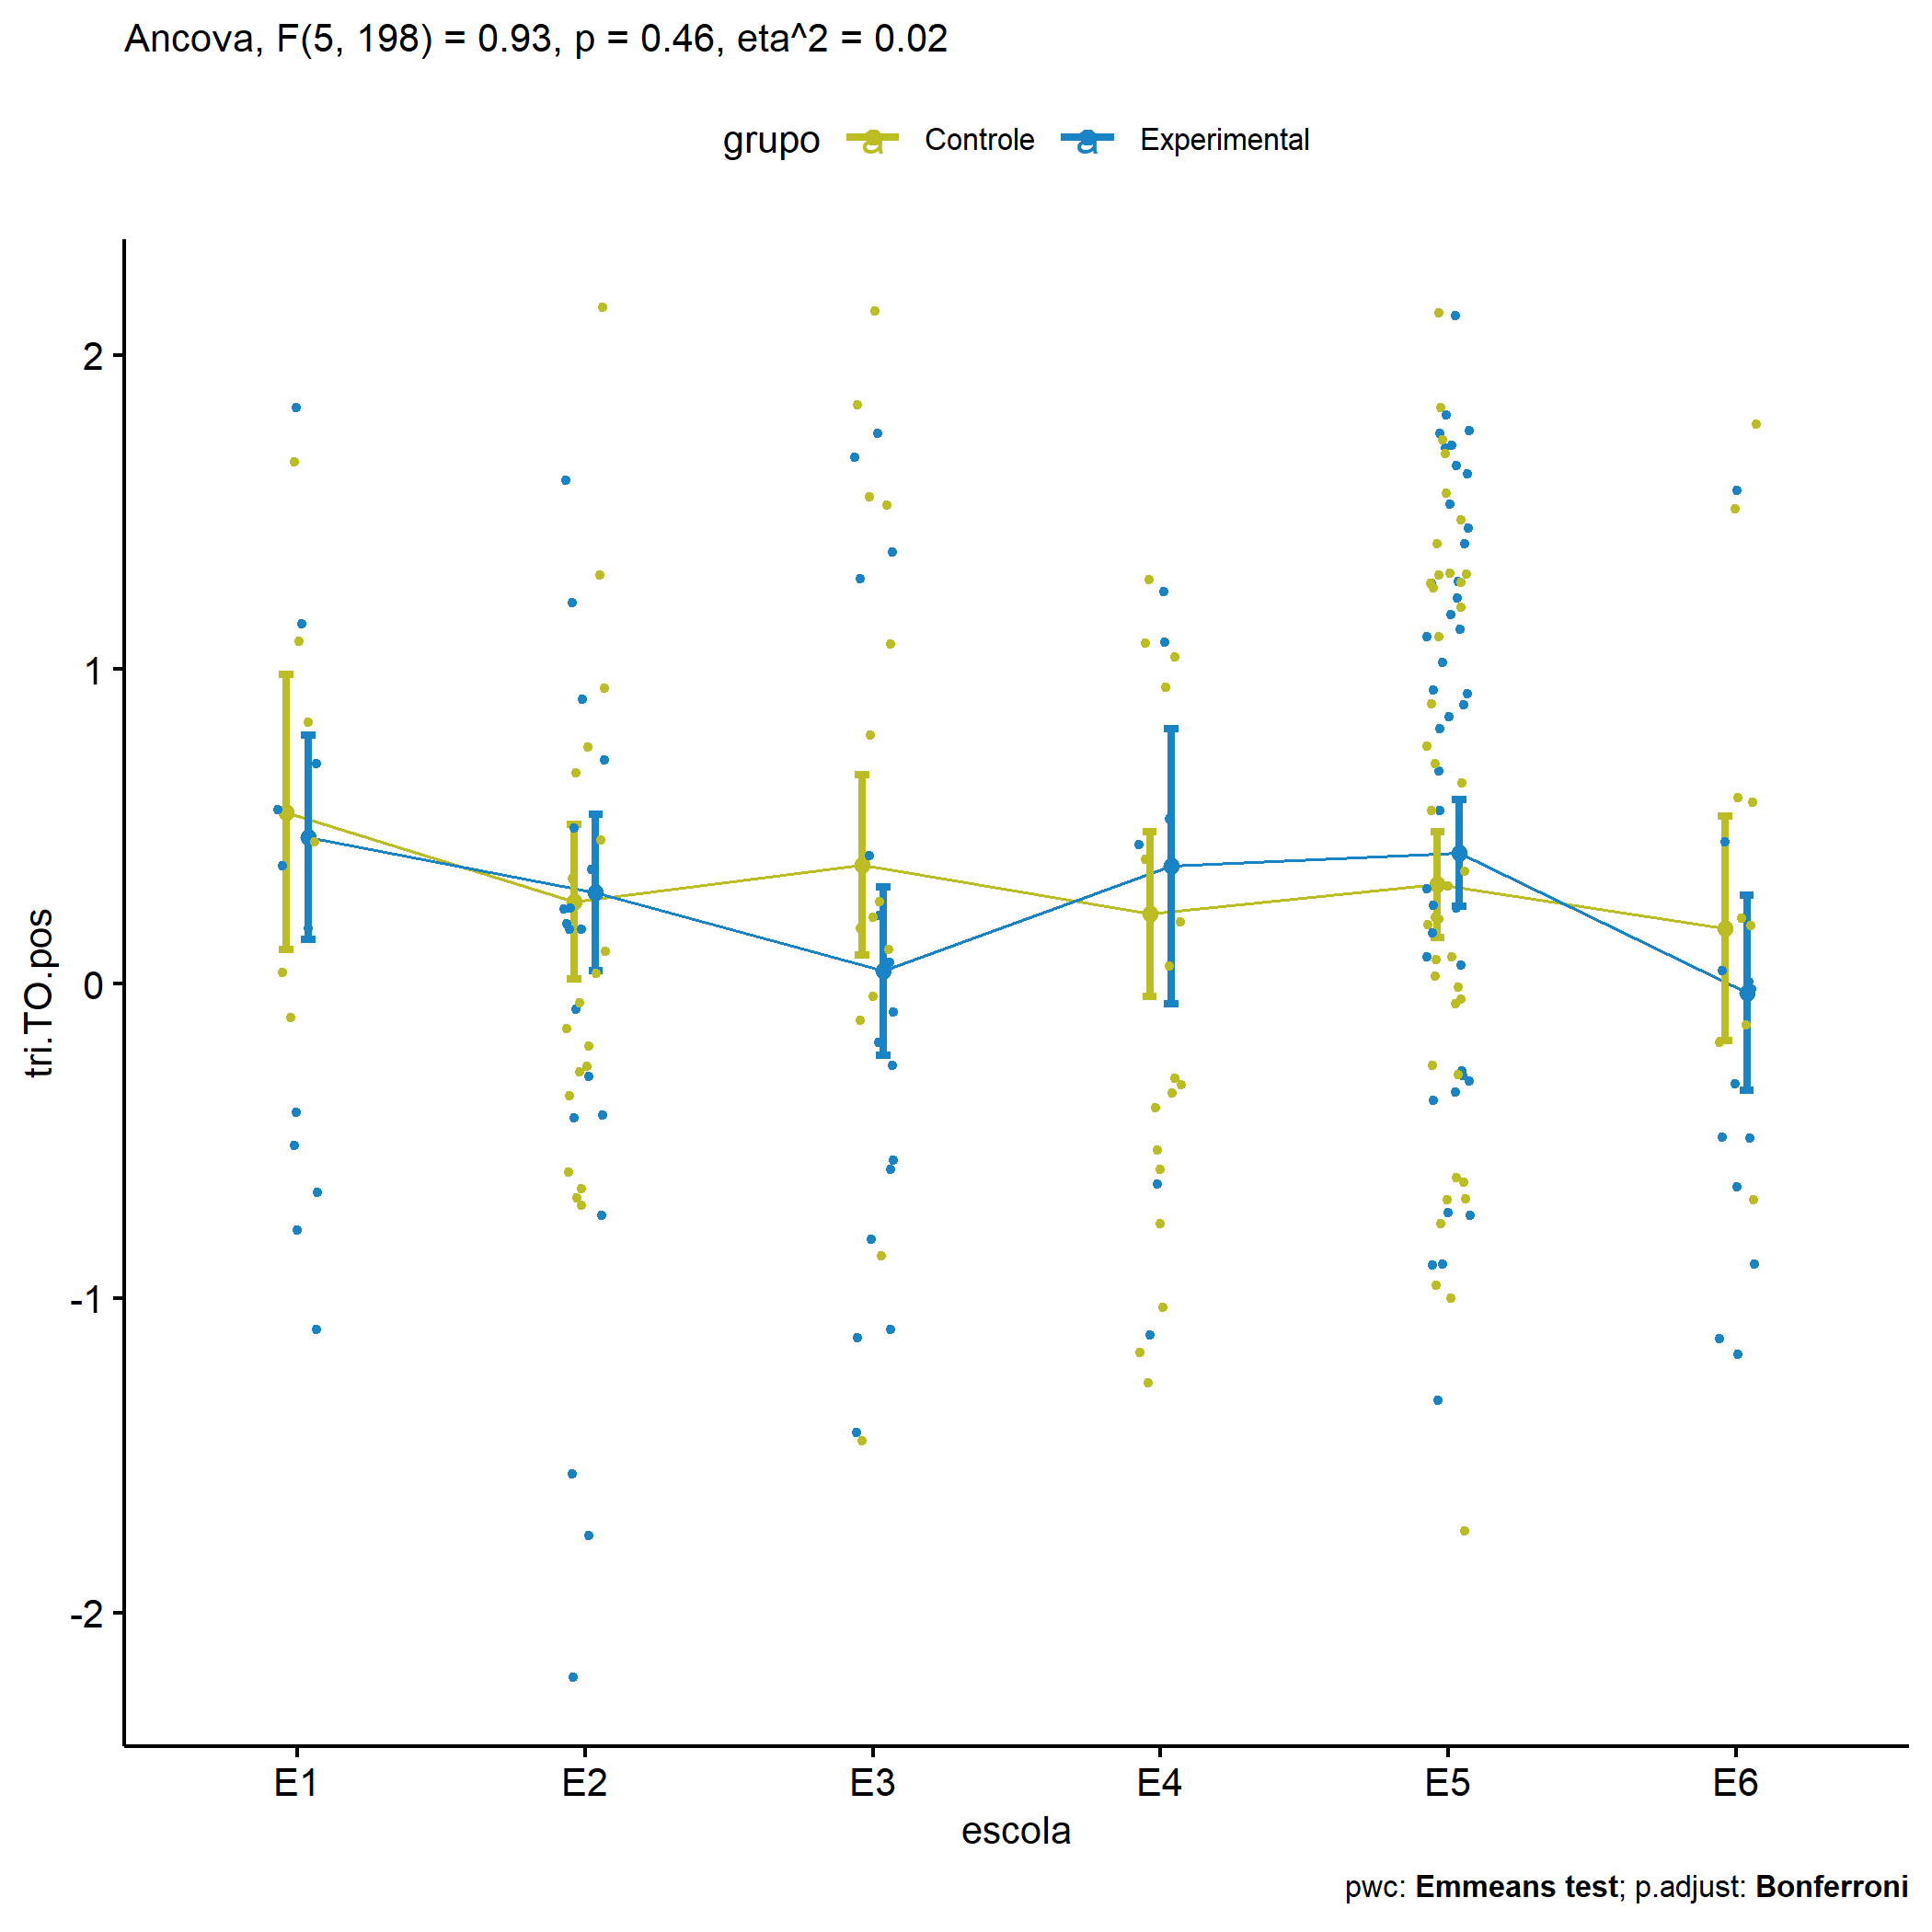 Ancova, F(5, 198) = 0.93, p = 0.46, eta^2 = 0.02
grupo a Controle a Experimental
tri.TO.pos
2
1
0
-1
-2
E1 E2 E3 E4 E5 E6
escola
pwc: Emmeans test; p.adjust: Bonferroni